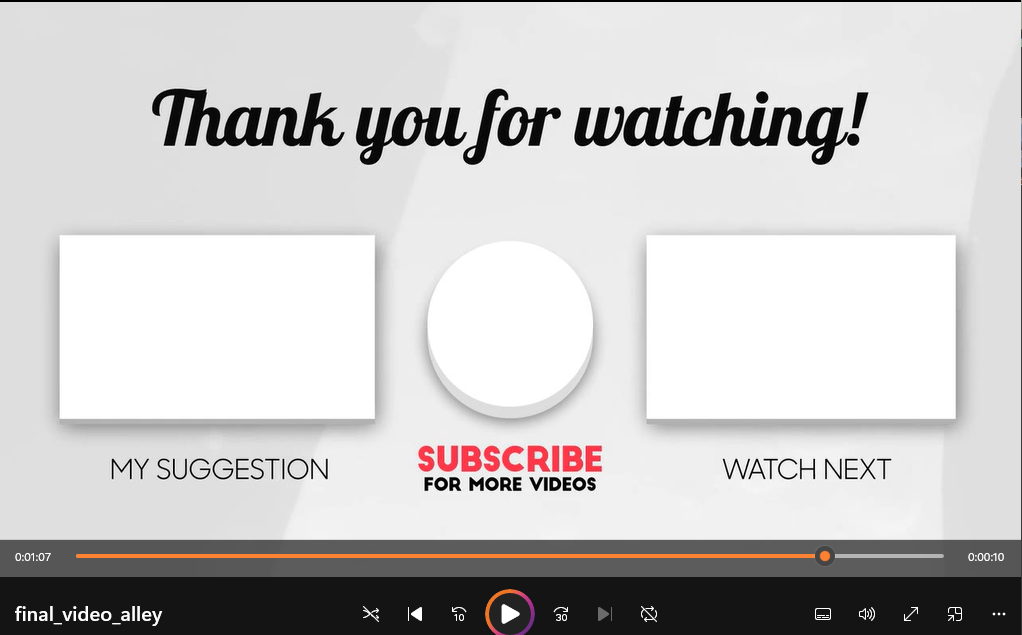 Thank you for watching!
MY SUGGESTION
SUBSCRIBE
FOR MORE VIDEOS
WATCH NEXT
0:01:07
0:00:10
final_video_alley
10
30